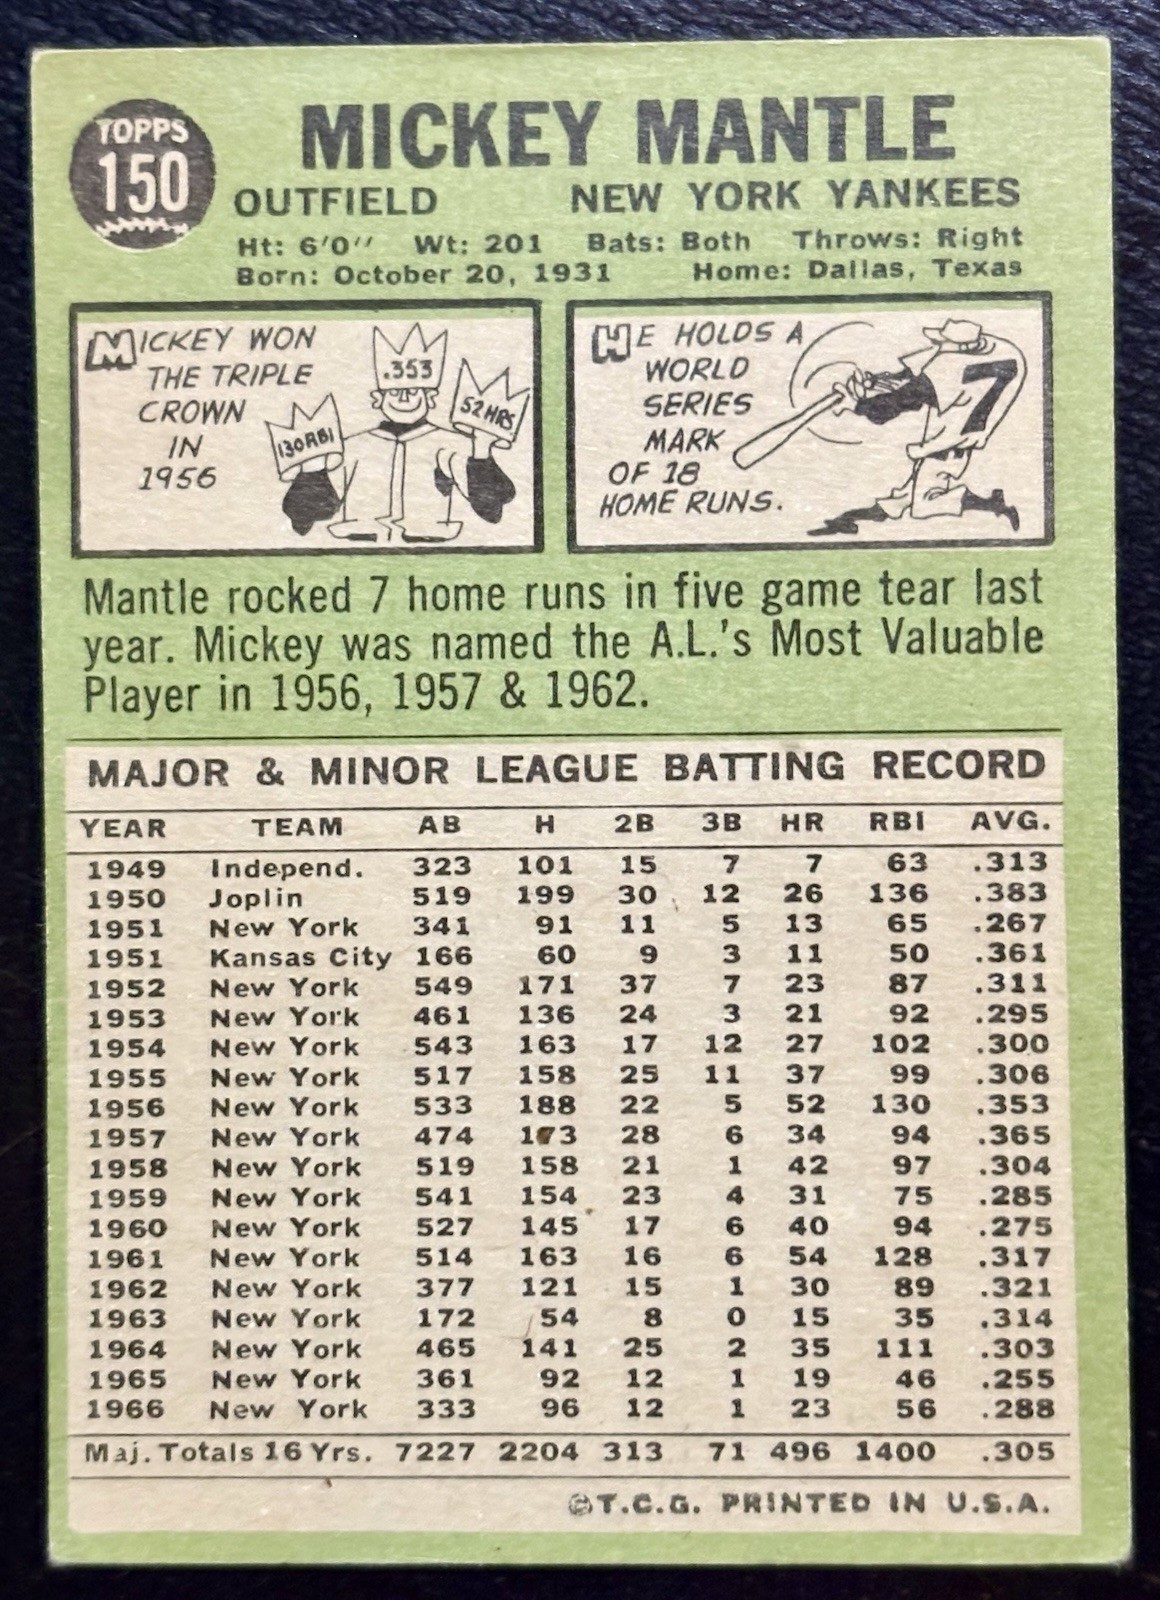 TOPPS
150
MICKEY MANTLE
OUTFIELD NEW YORK YANKEES
Ht: 6'0" Wt: 201 Bats: Both Throws: Right
Born: October 20, 1931 Home: Dallas, Texas
MICKEY WON
THE TRIPLE
CROWN
IN
1956
.353
130 RBI
52 HRS
HE HOLDS A
WORLD
SERIES
MARK
OF 18
HOME RUNS.
7
Mantle rocked 7 home runs in five game tear last
year. Mickey was named the A.L.'s Most Valuable
Player in 1956, 1957 & 1962.
MAJOR & MINOR LEAGUE BATTING RECORD
YEAR TEAM AB H 2B 3B HR RBI AVG.
1949 Independ. 323 101 15 7 7 63 .313
1950 Joplin 519 199 30 12 26 136 .383
1951 New York 341 91 11 5 13 65 .267
1951 Kansas City 166 60 9 3 11 50 .361
1952 New York 549 171 37 7 23 87 .311
1953 New York 461 136 24 3 21 92 .295
1954 New York 543 163 17 12 27 102 .300
1955 New York 517 158 25 11 37 99 .306
1956 New York 533 188 22 5 52 130 .353
1957 New York 474 173 28 6 34 94 .365
1958 New York 519 158 21 1 42 97 .304
1959 New York 541 154 23 4 31 75 .285
1960 New York 527 145 17 6 40 94 .275
1961 New York 514 163 16 6 54 128 .317
1962 New York 377 121 15 1 30 89 .321
1963 New York 172 54 8 0 15 35 .314
1964 New York 465 141 25 2 35 111 .303
1965 New York 361 92 12 1 19 46 .255
1966 New York 333 96 12 1 23 56 .288
Maj. Totals 16 Yrs. 7227 2204 313 71 496 1400 .305
©T.C.G. PRINTED IN U.S.A.